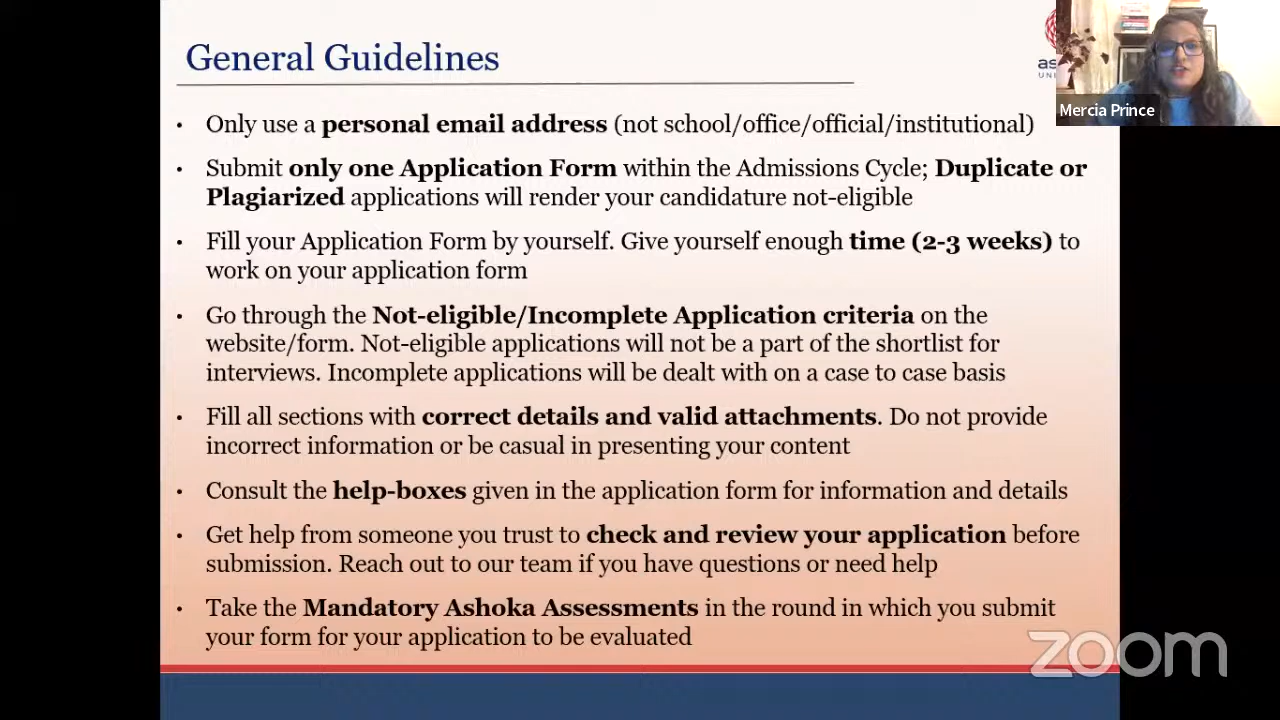 General Guidelines
as
UNI
Mercia Prince
• Only use a personal email address (not school/office/official/institutional)
• Submit only one Application Form within the Admissions Cycle; Duplicate or
Plagiarized applications will render your candidature not-eligible
• Fill your Application Form by yourself. Give yourself enough time (2-3 weeks) to
work on your application form
• Go through the Not-eligible/Incomplete Application criteria on the
website/form. Not-eligible applications will not be a part of the shortlist for
interviews. Incomplete applications will be dealt with on a case to case basis
• Fill all sections with correct details and valid attachments. Do not provide
incorrect information or be casual in presenting your content
• Consult the help-boxes given in the application form for information and details
• Get help from someone you trust to check and review your application before
submission. Reach out to our team if you have questions or need help
• Take the Mandatory Ashoka Assessments in the round in which you submit
your form for your application to be evaluated
zoom